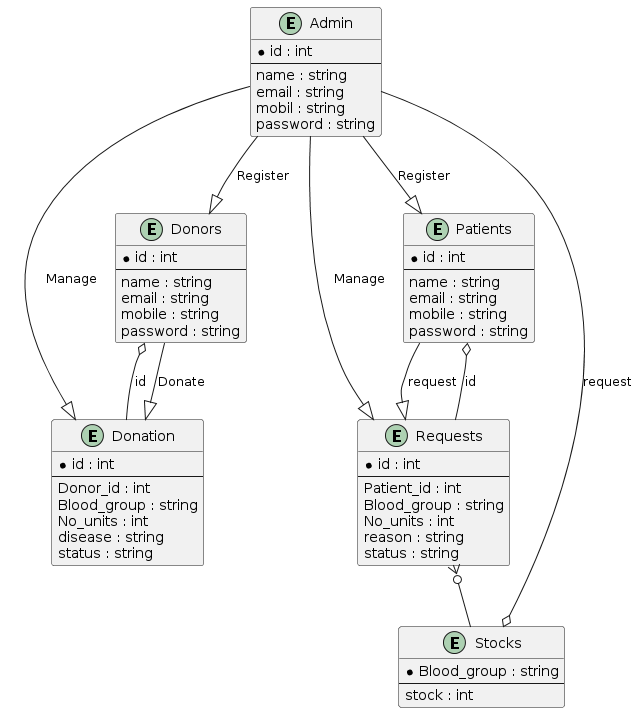 E Admin
id : int
name : string
email : string
mobil : string
password : string
Register
Register
E Donors
id : int
name : string
email : string
mobile : string
password : string
E Patients
id : int
name : string
email : string
mobile : string
password : string
Manage
Manage
id
Donate
request
id
request
E Donation
id : int
Donor_id : int
Blood_group : string
No_units : int
disease : string
status : string
E Requests
id : int
Patient_id : int
Blood_group : string
No_units : int
reason : string
status : string
E Stocks
Blood_group : string
stock : int